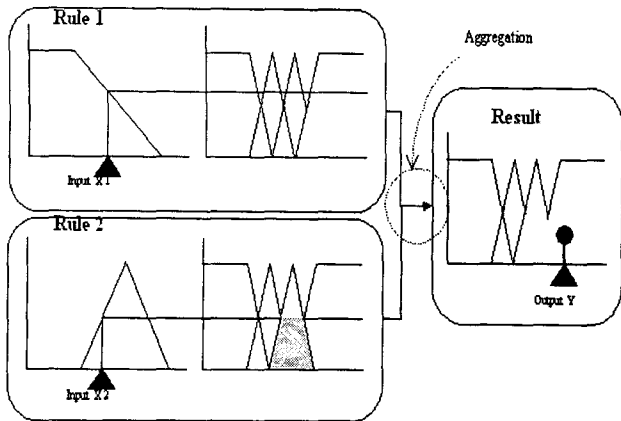 Rule 1
Aggregation
Input X1
Result
Rule 2
Output Y
Input X2